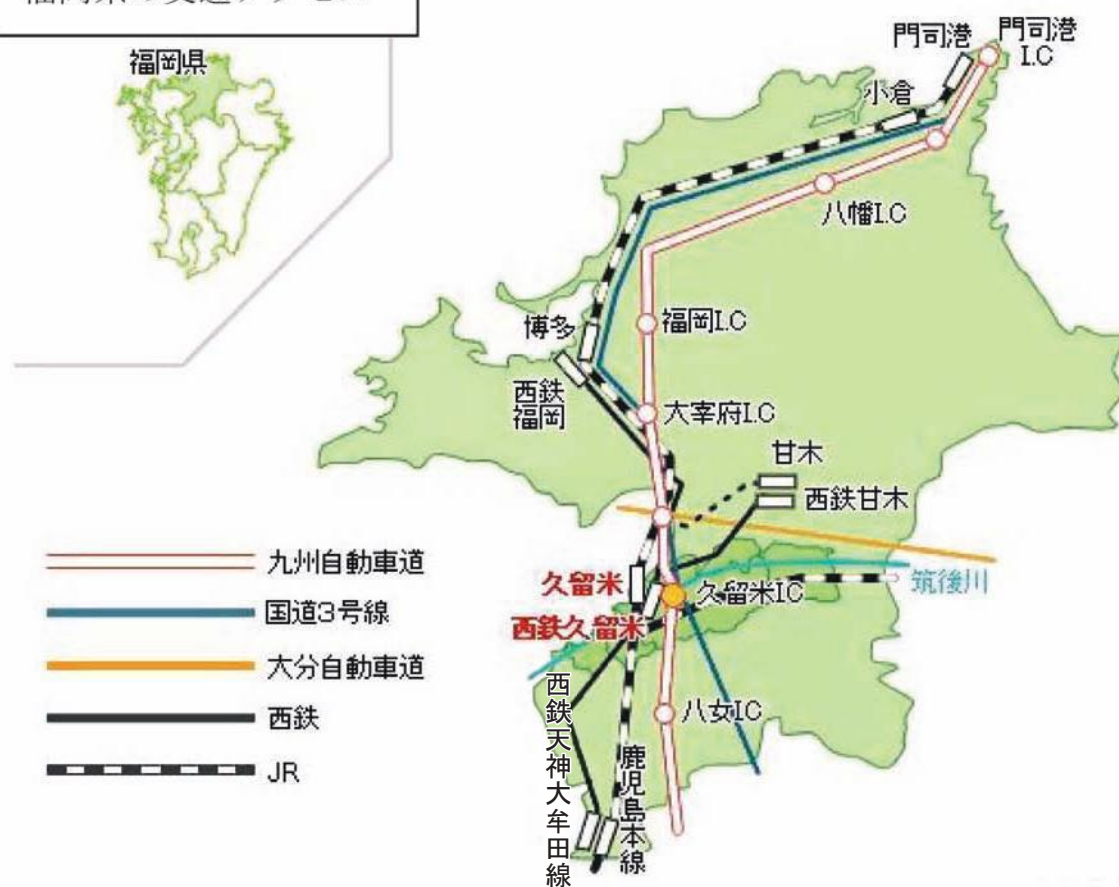 福岡県
門司港
門司港
I.C
小倉
八幡I.C
博多
福岡I.C
西鉄
福岡
大宰府I.C
甘木
西鉄甘木
九州自動車道
国道3号線
大分自動車道
西鉄
JR
久留米
久留米IC
筑後川
西鉄久留米
八女IC
西鉄天神大牟田線
鹿児島本線